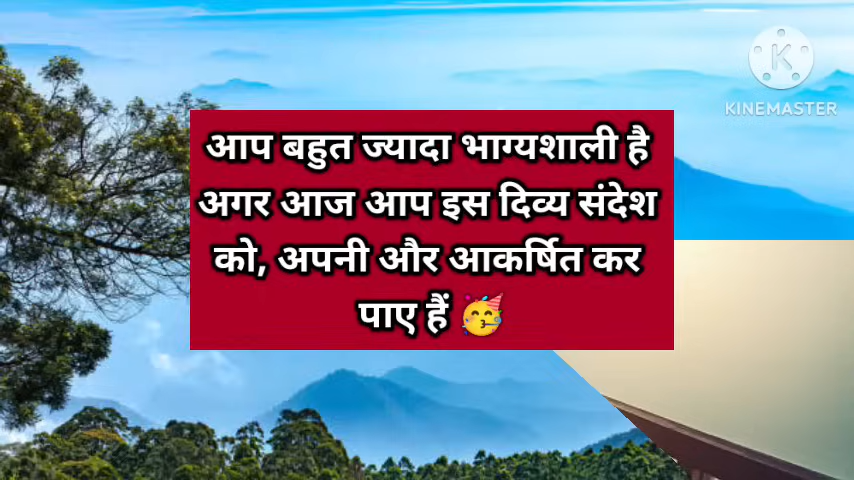 आप बहुत ज्यादा भाग्यशाली है
अगर आज आप इस दिव्य संदेश
को, अपनी और आकर्षित कर
पाए हैं 🥳
K
KINEMASTER